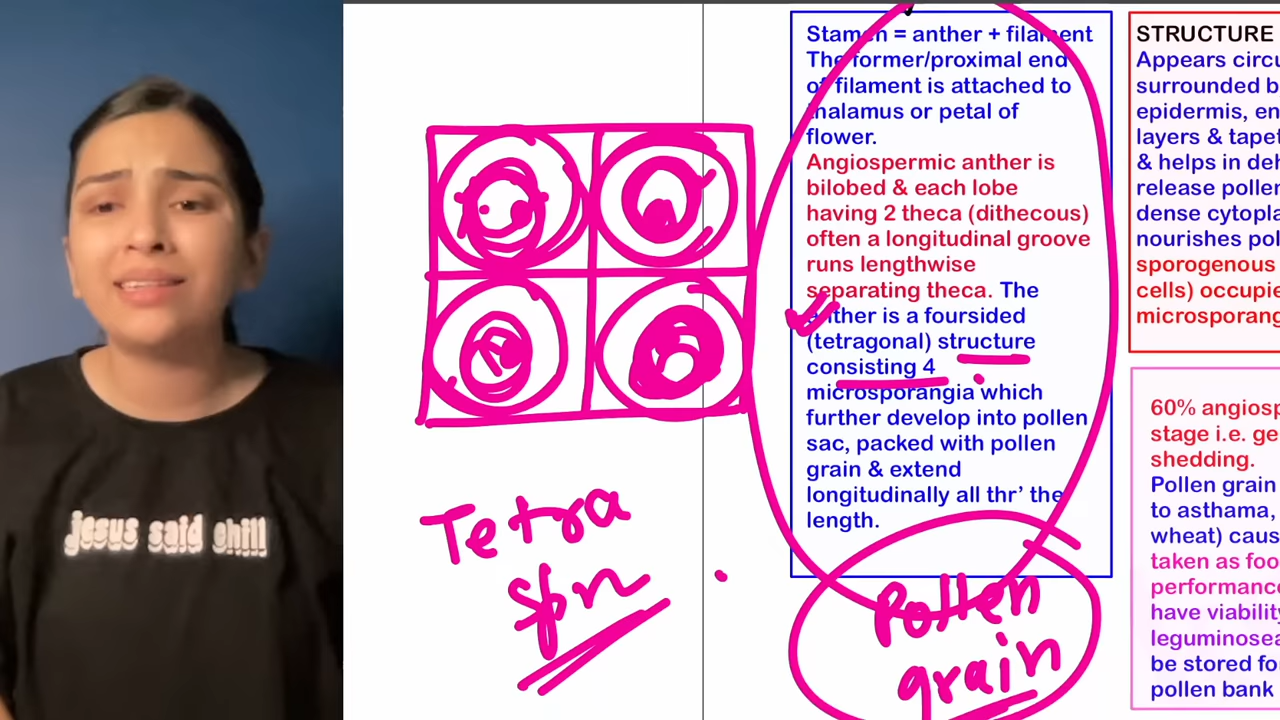 jesus said chill
Tetra
Spn
Stamen = anther + filament
The former/proximal end
of filament is attached to
thalamus or petal of
flower.
Angiospermic anther is
bilobed & each lobe
having 2 theca (dithecous)
often a longitudinal groove
runs lengthwise
separating theca. The
anther is a foursided
(tetragonal) structure
consisting 4
microsporangia which
further develop into pollen
sac, packed with pollen
grain & extend
longitudinally all thr' the
length.
Pollen
grain
STRUCTURE
Appears circu
surrounded b
epidermis, en
layers & tapet
& helps in deh
release pollen
dense cytopla
nourishes pol
sporogenous
cells) occupie
microsporang
60% angiosp
stage i.e. ge
shedding.
Pollen grain
to asthama,
wheat) caus
taken as foo
performance
have viability
leguminosea
be stored fo
pollen bank